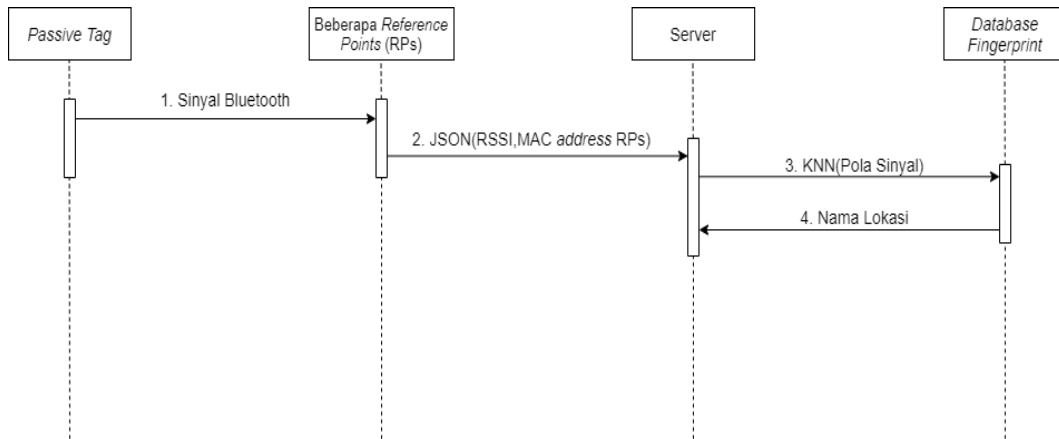 Passive Tag
Beberapa Reference
Points (RPs)
Server
Database
Fingerprint
1. Sinyal Bluetooth
2. JSON(RSSI,MAC address RPs)
3. KNN(Pola Sinyal)
4. Nama Lokasi